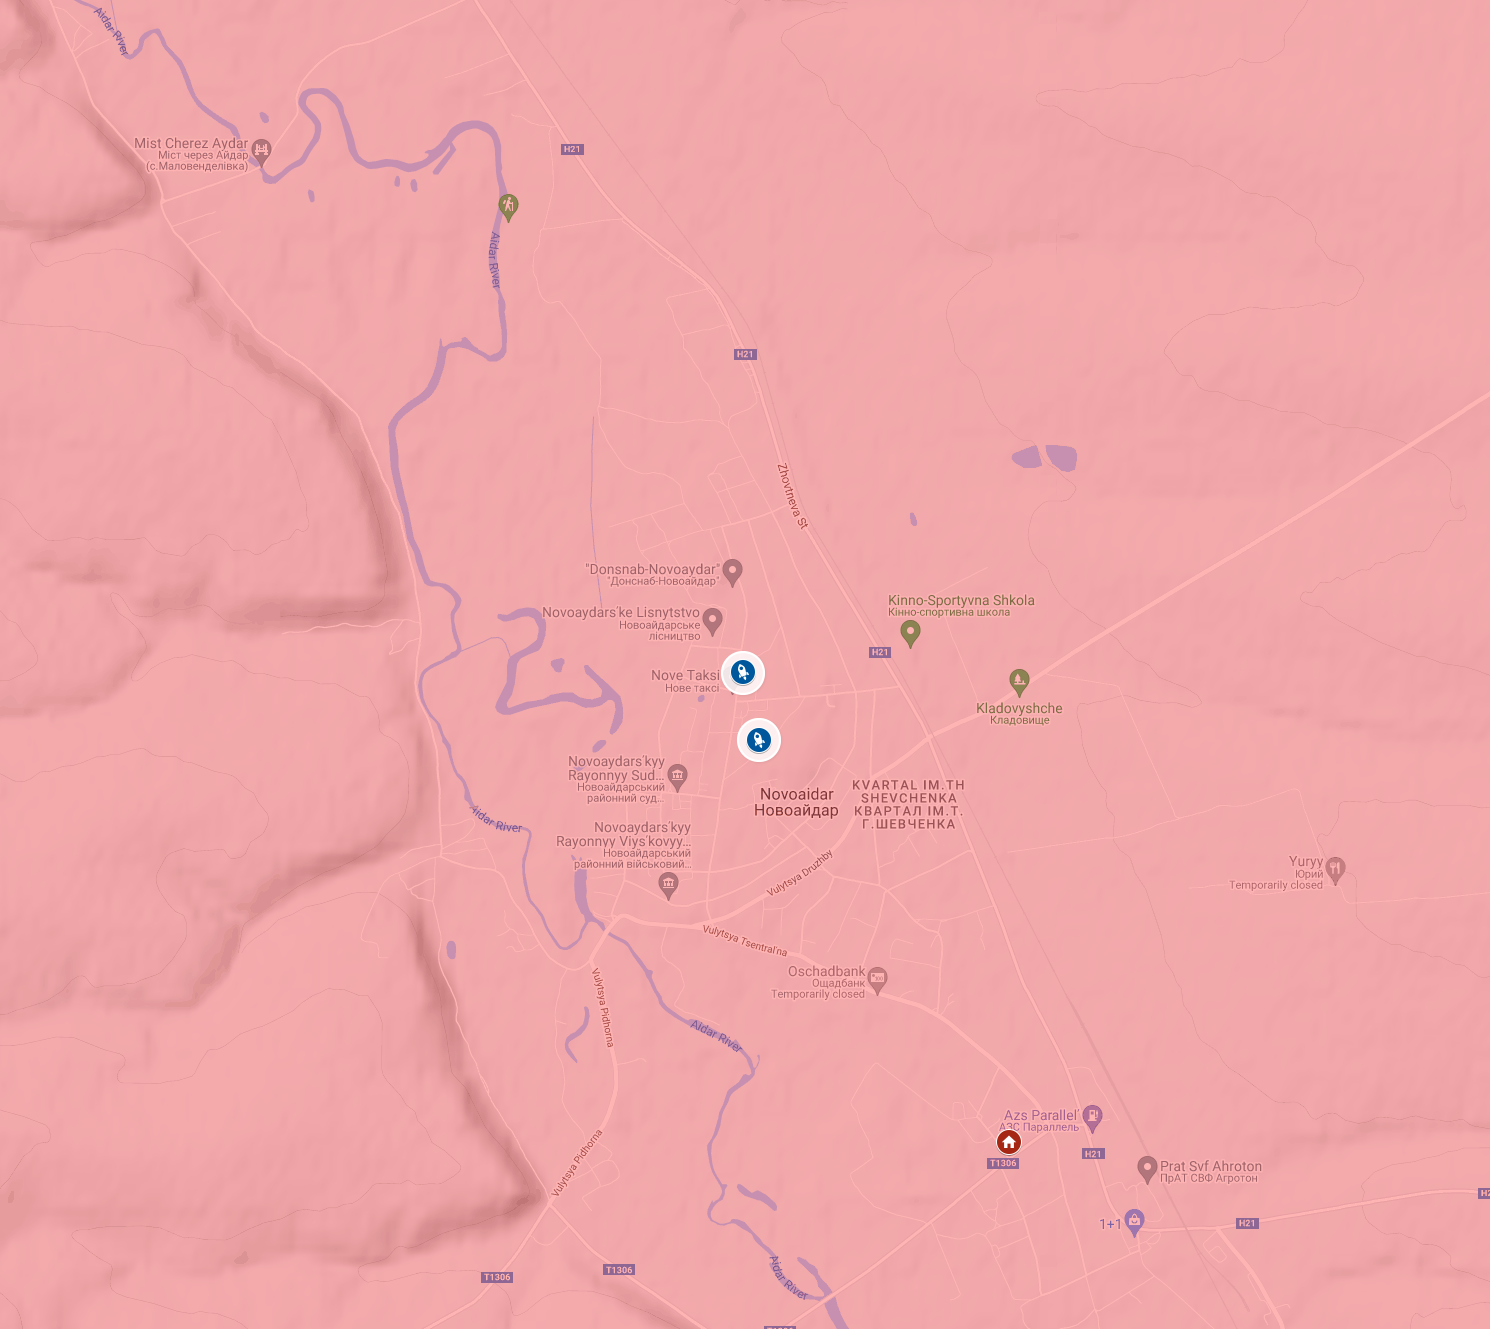 Aidar River
Mist Cherez Aydar
Міст через Айдар
(с.Маловенделівка)
H21
Aidar River
H21
Zhovtneva St
"Donsnab-Novoaydar"
"Донснаб-Новоайдар"
Novoaydars'ke Lisnytstvo
Новоайдарське
лісництво
Kinno-Sportyvna Shkola
Кінно-спортивна школа
H21
Nove Taksi
Нове таксі
Kladovyshche
Кладовище
Novoaydars'kyy
Rayonnyy Sud...
Новоайдарський
районний суд...
Novoaidar
Новоайдар
KVARTAL IM.TH
SHEVCHENKA
КВАРТАЛ ІМ.Т.
Г.ШЕВЧЕНКА
Aidar River
Novoaydars'kyy
Rayonnyy Viys'kovyy...
Новоайдарський
районний військовий...
Vulytsya Druzhby
Yuryy
Юрий
Temporarily closed
Vulytsya Tsentral'na
Oschadbank
Ощадбанк
Temporarily closed
Vulytsya Pidhorna
Aidar River
Azs Parallel'
АЗС Параллель
T1306
H21
Prat Svf Ahroton
ПрАТ СВФ Агротон
Vulytsya Pidhorna
1+1
H21
T1306
T1306
Aidar River